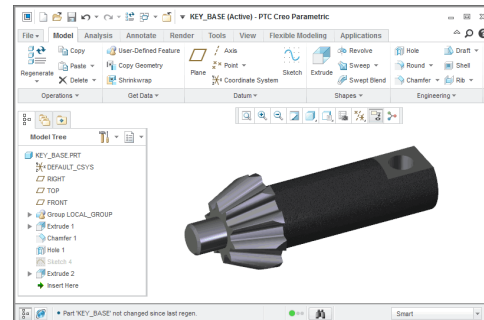 KEY_BASE (Active) - PTC Creo Parametric
File Model Analysis Annotate Render Tools View Flexible Modeling Applications
Regenerate
Copy
Paste
Delete
User-Defined Feature
Copy Geometry
Shrinkwrap
Plane
Axis
Point
Coordinate System
Sketch
Extrude
Revolve
Sweep
Swept Blend
Hole
Round
Chamfer
Draft
Shell
Rib
Operations Get Data Datum Shapes Engineering
Model Tree
KEY_BASE.PRT
DEFAULT_CSYS
RIGHT
TOP
FRONT
Group LOCAL_GROUP
Extrude 1
Chamfer 1
Hole 1
Sketch 4
Extrude 2
Insert Here
• Part 'KEY_BASE' not changed since last regen.
Smart